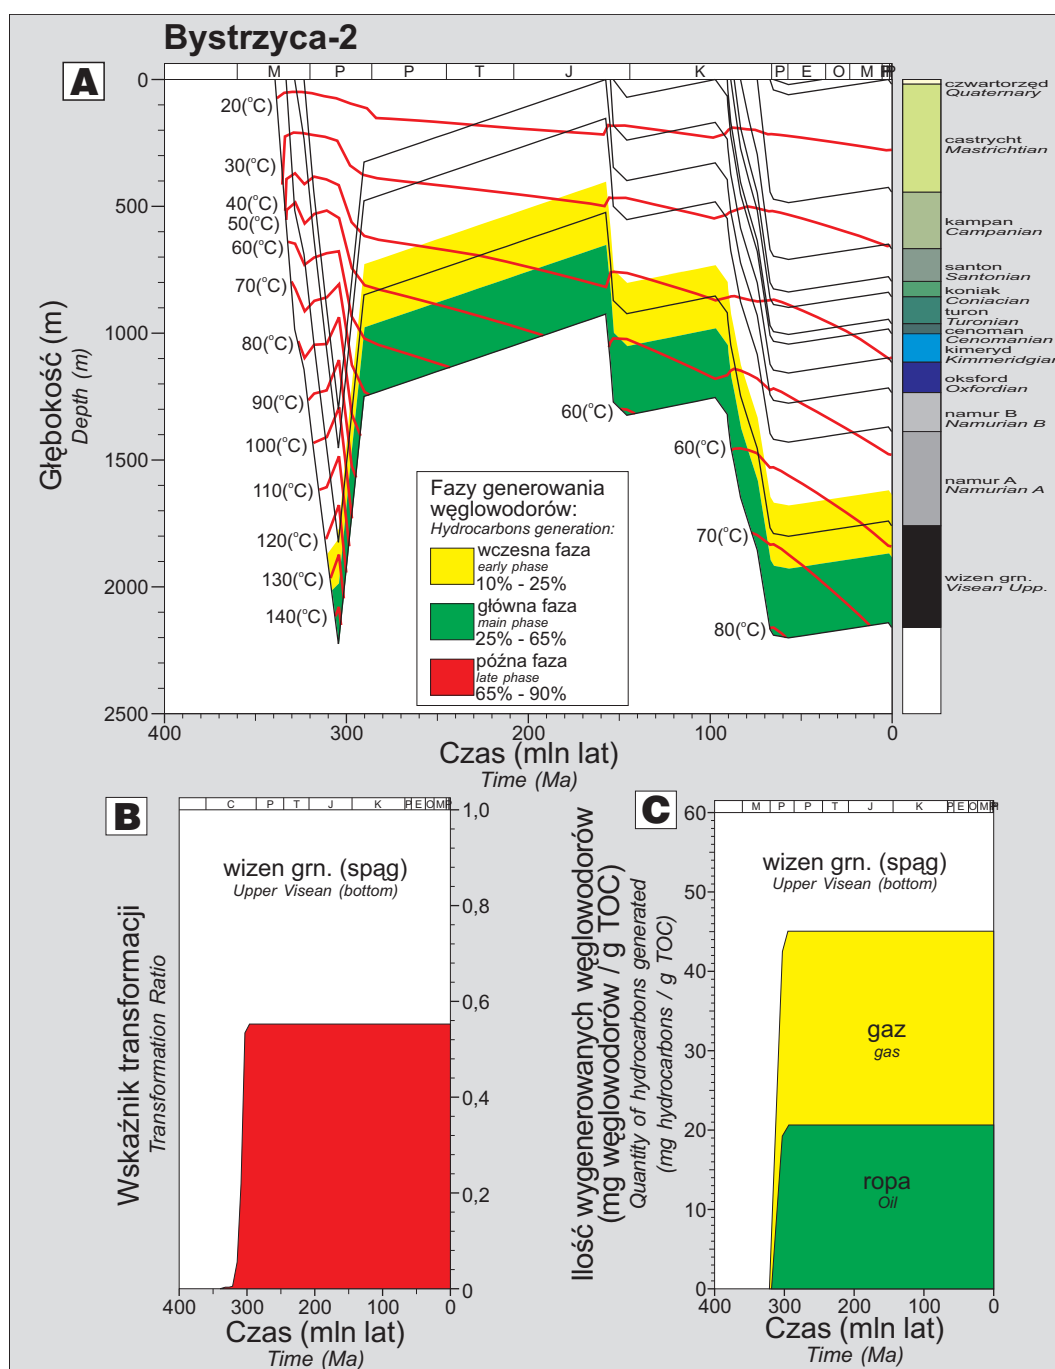 Bystrzyca-2
A
M P P T J K P E O M P
0
500
1000
1500
2000
2500
Głębokość (m)
Depth (m)
20(°C)
30(°C)
40(°C)
50(°C)
60(°C)
70(°C)
80(°C)
90(°C)
100(°C)
110(°C)
120(°C)
130(°C)
140(°C)
60(°C)
60(°C)
70(°C)
80(°C)
Fazy generowania
węglowodorów:
Hydrocarbons generation:
wczesna faza
early phase
10% - 25%
główna faza
main phase
25% - 65%
późna faza
late phase
65% - 90%
czwartorzęd
Quaternary
castrycht
Mastrichtian
kampan
Campanian
santon
Santonian
koniak
Coniacian
turon
Turonian
cenoman
Cenomanian
kimeryd
Kimmeridgian
oksford
Oxfordian
namur B
Namurian B
namur A
Namurian A
wizen grn.
Visean Upp.
400 300 200 100 0
Czas (mln lat)
Time (Ma)
B
C P T J K P E O M P
wizen grn. (spąg)
Upper Visean (bottom)
Wskaźnik transformacji
Transformation Ratio
1,0
0,8
0,6
0,4
0,2
0
400 300 200 100 0
Czas (mln lat)
Time (Ma)
C
M P P T J K P E O M
wizen grn. (spąg)
Upper Visean (bottom)
Ilość wygenerowanych węglowodorów
(mg węglowodorów / g TOC)
Quantity of hydrocarbons generated
(mg hydrocarbons / g TOC)
60
50
40
30
20
10
0
gaz
gas
ropa
Oil
400 300 200 100 0
Czas (mln lat)
Time (Ma)